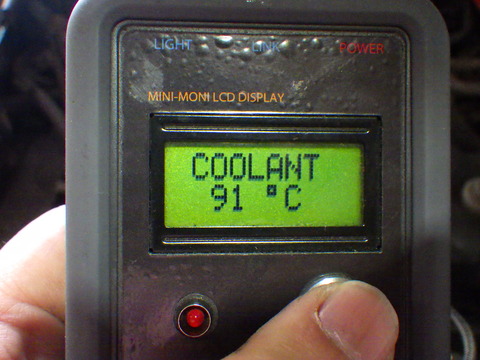 LIGHT LINK POWER
MINI-MONI LCD DISPLAY
COOLANT
91 °C